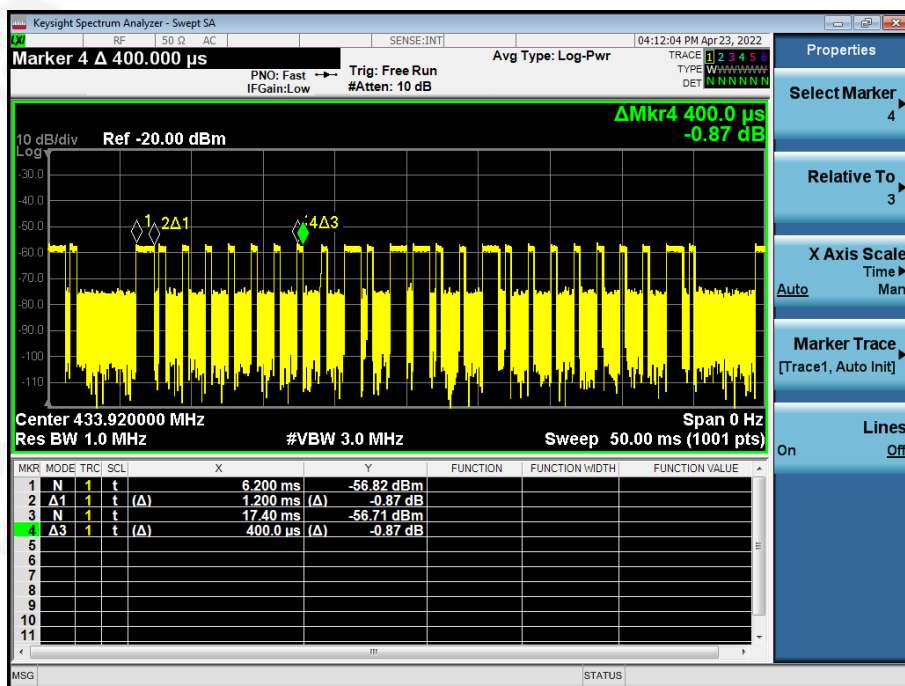 Keysight Spectrum Analyzer - Swept SA
LXI RF 50 Ω AC SENSE:INT 04:12:04 PM Apr 23, 2022
Marker 4 Δ 400.000 µs
PNO: Fast
IFGain:Low
Trig: Free Run
#Atten: 10 dB
Avg Type: Log-Pwr
TRACE 1 2 3 4 5 6
TYPE WWWWWW
DET N N N N N N
ΔMkr4 400.0 µs
-0.87 dB
10 dB/div Ref -20.00 dBm
Log
-30.0
-40.0
-50.0
-60.0
-70.0
-80.0
-90.0
-100
-110
1 2Δ1 4Δ3
Center 433.920000 MHz Span 0 Hz
Res BW 1.0 MHz #VBW 3.0 MHz Sweep 50.00 ms (1001 pts)
MKR MODE TRC SCL X Y FUNCTION FUNCTION WIDTH FUNCTION VALUE
1 N 1 t 6.200 ms -56.82 dBm
2 Δ1 1 t (Δ) 1.200 ms (Δ) -0.87 dB
3 N 1 t 17.40 ms -56.71 dBm
4 Δ3 1 t (Δ) 400.0 µs (Δ) -0.87 dB
5
6
7
8
9
10
11
MSG STATUS
Properties
Select Marker
4
Relative To
3
X Axis Scale
Time
Auto Man
Marker Trace
[Trace1, Auto Init]
Lines
On Off